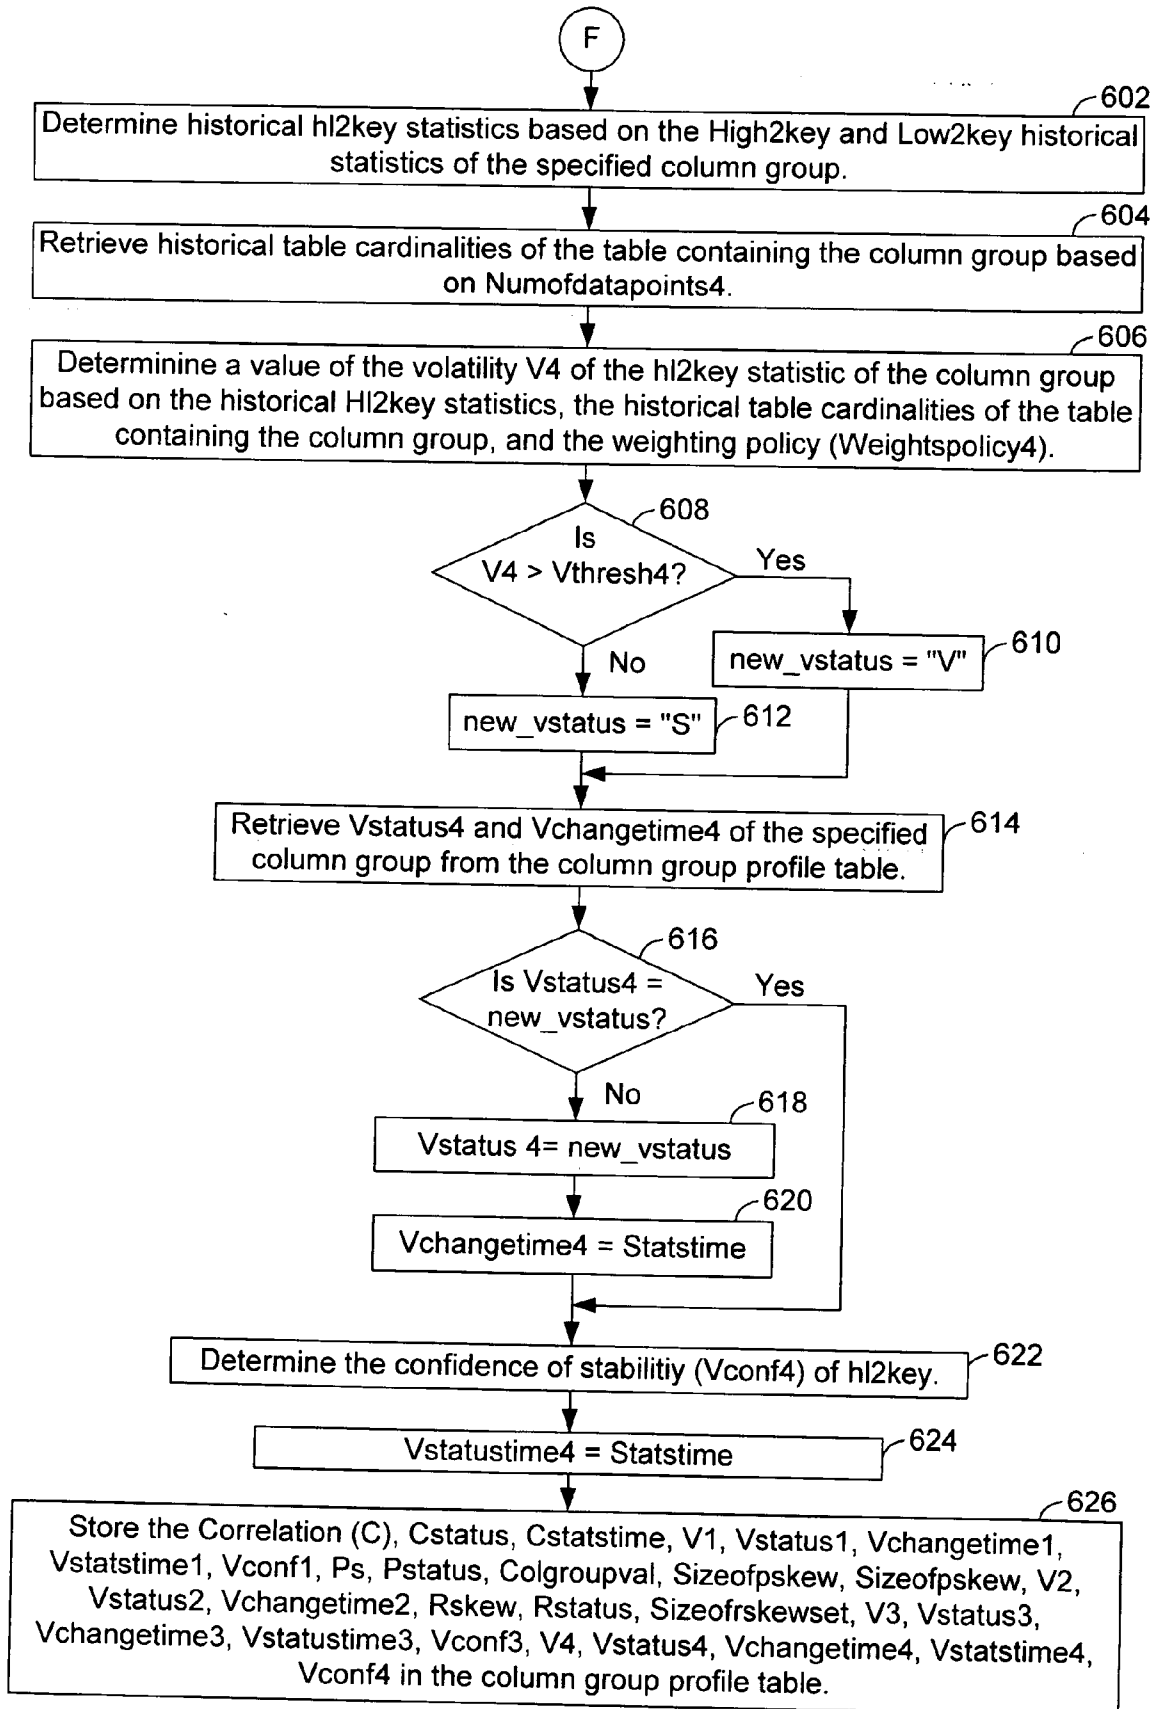 F
602
Determine historical hl2key statistics based on the High2key and Low2key historical
statistics of the specified column group.
604
Retrieve historical table cardinalities of the table containing the column group based
on Numofdatapoints4.
606
Determinine a value of the volatility V4 of the hl2key statistic of the column group
based on the historical Hl2key statistics, the historical table cardinalities of the table
containing the column group, and the weighting policy (Weightspolicy4).
608
Is
V4 > Vthresh4?
Yes
No
610
new_vstatus = "V"
new_vstatus = "S"
612
Retrieve Vstatus4 and Vchangetime4 of the specified
column group from the column group profile table.
614
616
Is Vstatus4 =
new_vstatus?
Yes
No
618
Vstatus 4= new_vstatus
620
Vchangetime4 = Statstime
Determine the confidence of stabilitiy (Vconf4) of hl2key.
622
Vstatustime4 = Statstime
624
626
Store the Correlation (C), Cstatus, Cstatstime, V1, Vstatus1, Vchangetime1,
Vstatstime1, Vconf1, Ps, Pstatus, Colgroupval, Sizeofpskew, Sizeofpskew, V2,
Vstatus2, Vchangetime2, Rskew, Rstatus, Sizeofrskewset, V3, Vstatus3,
Vchangetime3, Vstatustime3, Vconf3, V4, Vstatus4, Vchangetime4, Vstatstime4,
Vconf4 in the column group profile table.